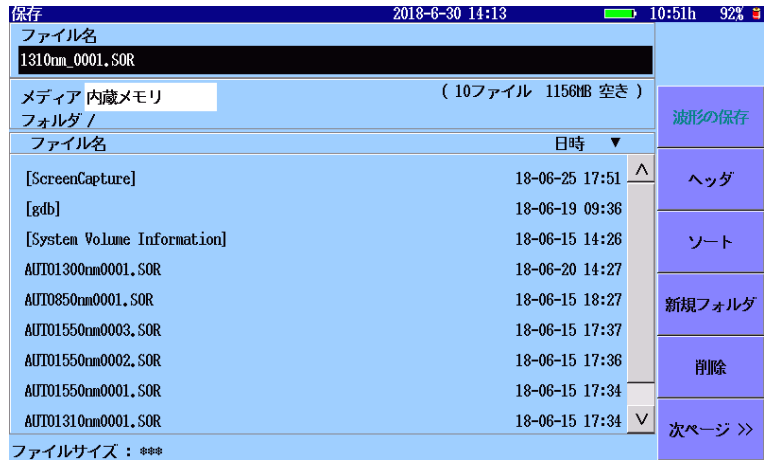 保存 2018-6-30 14:13 10:51h 92%
ファイル名
1310nm_0001.SOR
メディア 内蔵メモリ ( 10ファイル 1156MB 空き )
フォルダ /
ファイル名 日時 ▼
[ScreenCapture] 18-06-25 17:51
[gdb] 18-06-19 09:36
[System Volume Information] 18-06-15 14:26
AUTO1300nm0001.SOR 18-06-20 14:27
AUTO850nm0001.SOR 18-06-15 18:27
AUTO1550nm0003.SOR 18-06-15 17:37
AUTO1550nm0002.SOR 18-06-15 17:36
AUTO1550nm0001.SOR 18-06-15 17:34
AUTO1310nm0001.SOR 18-06-15 17:34
ファイルサイズ : ***
波形の保存
ヘッダ
ソート
新規フォルダ
削除
次ページ >>